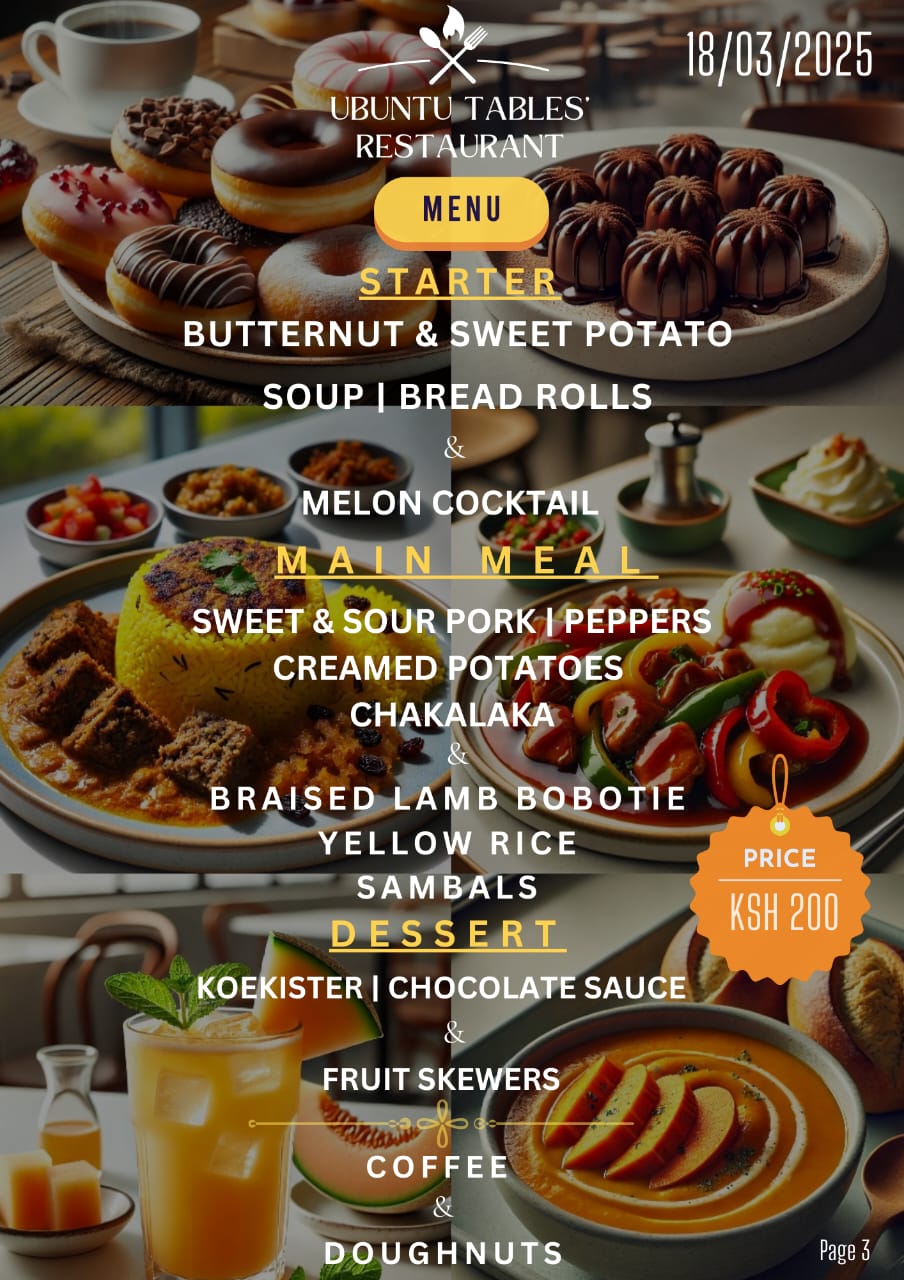 18/03/2025
UBUNTU TABLES'
RESTAURANT
MENU
STARTER
BUTTERNUT & SWEET POTATO
SOUP | BREAD ROLLS
&
MELON COCKTAIL
MAIN MEAL
SWEET & SOUR PORK | PEPPERS
CREAMED POTATOES
CHAKALAKA
&
BRAISED LAMB BOBOTIE
YELLOW RICE
SAMBALS
PRICE
KSH 200
DESSERT
KOEKISTER | CHOCOLATE SAUCE
&
FRUIT SKEWERS
COFFEE
&
DOUGHNUTS
Page 3